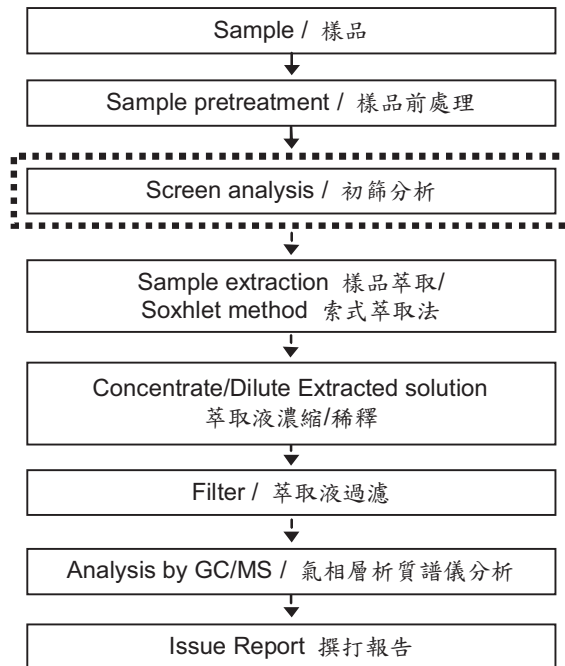 Sample / 樣品
Sample pretreatment / 樣品前處理
Screen analysis / 初篩分析
Sample extraction 樣品萃取/
Soxhlet method 索式萃取法
Concentrate/Dilute Extracted solution
萃取液濃縮/稀釋
Filter / 萃取液過濾
Analysis by GC/MS / 氣相層析質譜儀分析
Issue Report 撰打報告